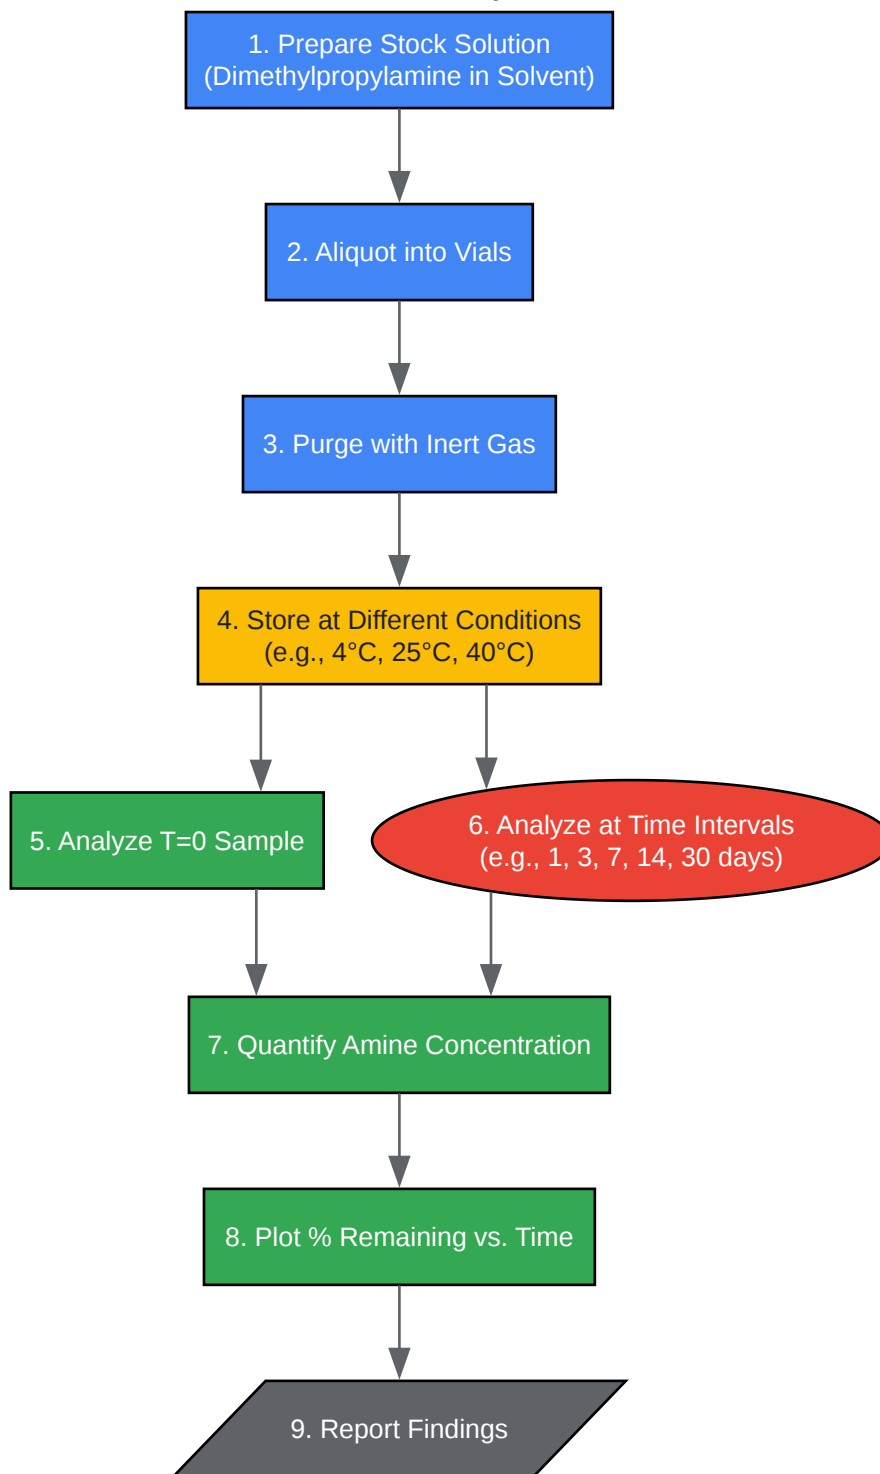 1. Prepare Stock Solution
(Dimethylpropylamine in Solvent)
2. Aliquot into Vials
3. Purge with Inert Gas
4. Store at Different Conditions
(e.g., 4°C, 25°C, 40°C)
5. Analyze T=0 Sample
6. Analyze at Time Intervals
(e.g., 1, 3, 7, 14, 30 days)
7. Quantify Amine Concentration
8. Plot % Remaining vs. Time
9. Report Findings